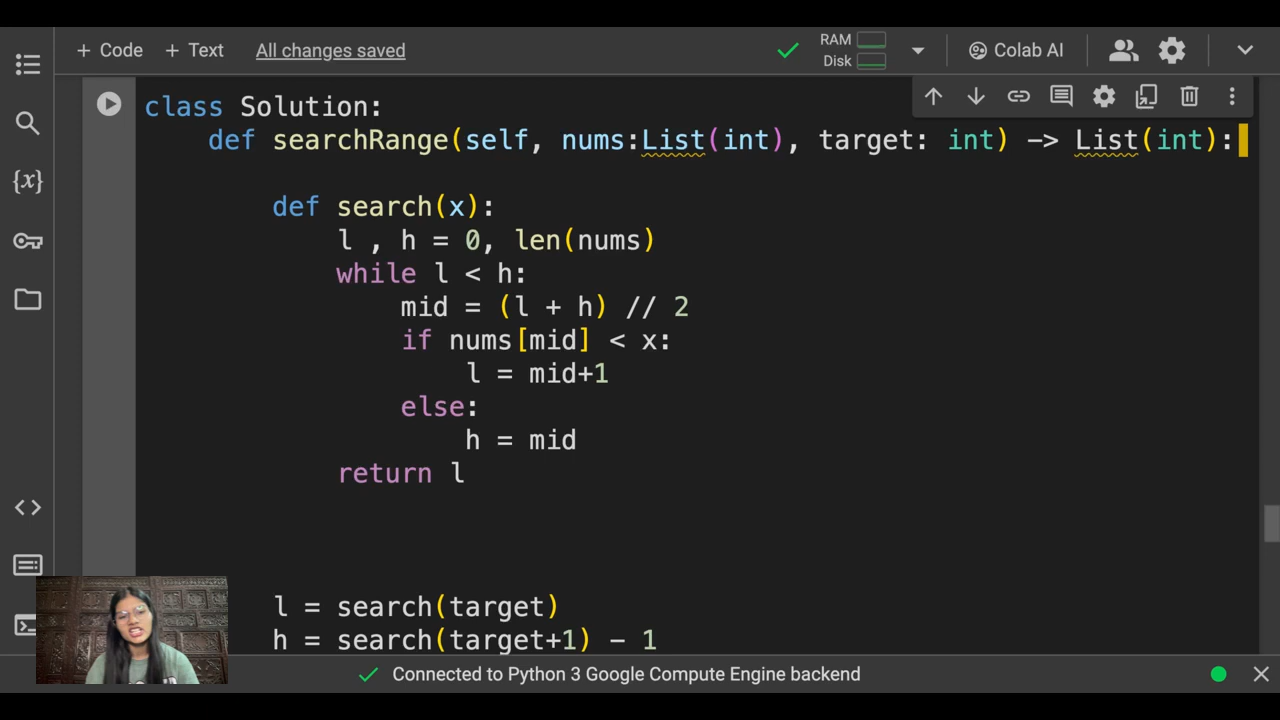 + Code + Text All changes saved RAM Disk Colab AI
class Solution:
def searchRange(self, nums:List(int), target: int) -> List(int):
{x}
def search(x):
l , h = 0, len(nums)
while l < h:
mid = (l + h) // 2
if nums[mid] < x:
l = mid+1
else:
h = mid
return l
l = search(target)
h = search(target+1) - 1
Connected to Python 3 Google Compute Engine backend